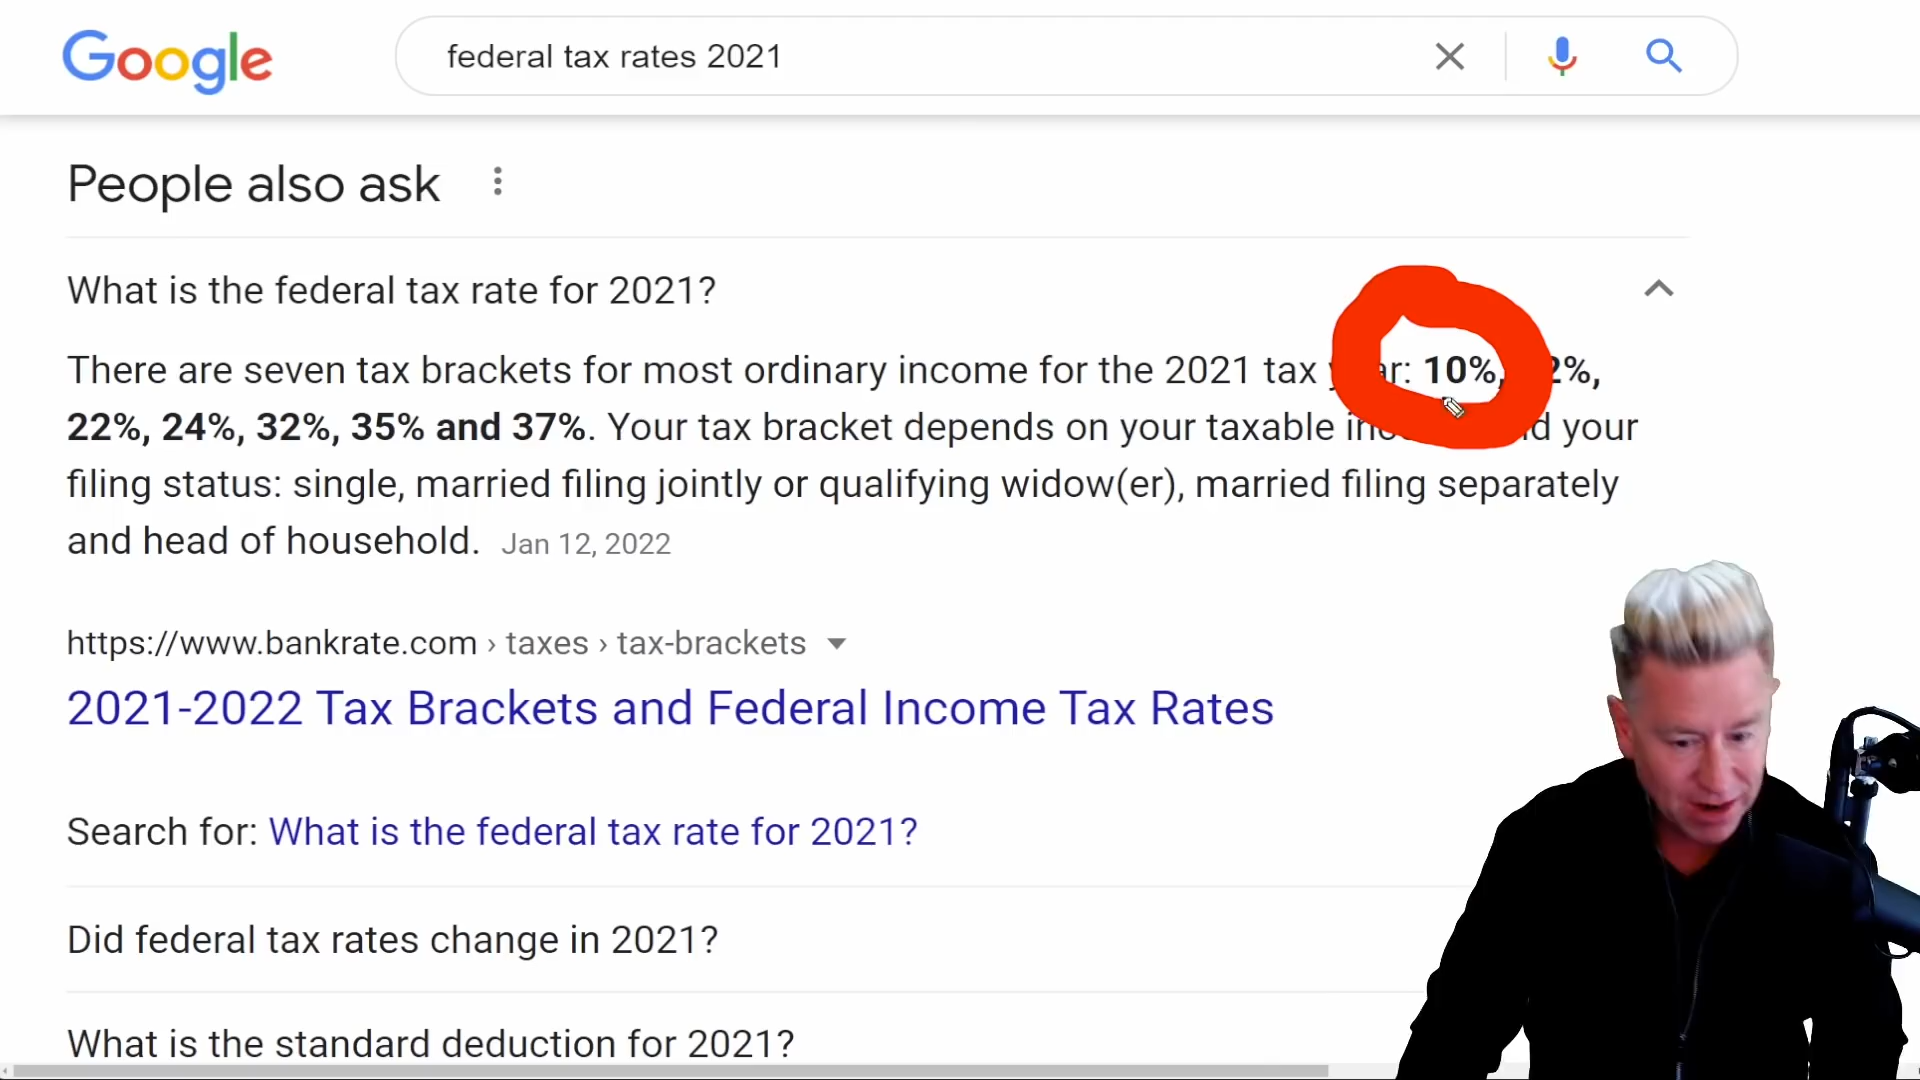 Google
federal tax rates 2021
People also ask
What is the federal tax rate for 2021?
There are seven tax brackets for most ordinary income for the 2021 tax year: 10%, 12%,
22%, 24%, 32%, 35% and 37%. Your tax bracket depends on your taxable income and your
filing status: single, married filing jointly or qualifying widow(er), married filing separately
and head of household. Jan 12, 2022
https://www.bankrate.com › taxes › tax-brackets
2021-2022 Tax Brackets and Federal Income Tax Rates
Search for: What is the federal tax rate for 2021?
Did federal tax rates change in 2021?
What is the standard deduction for 2021?